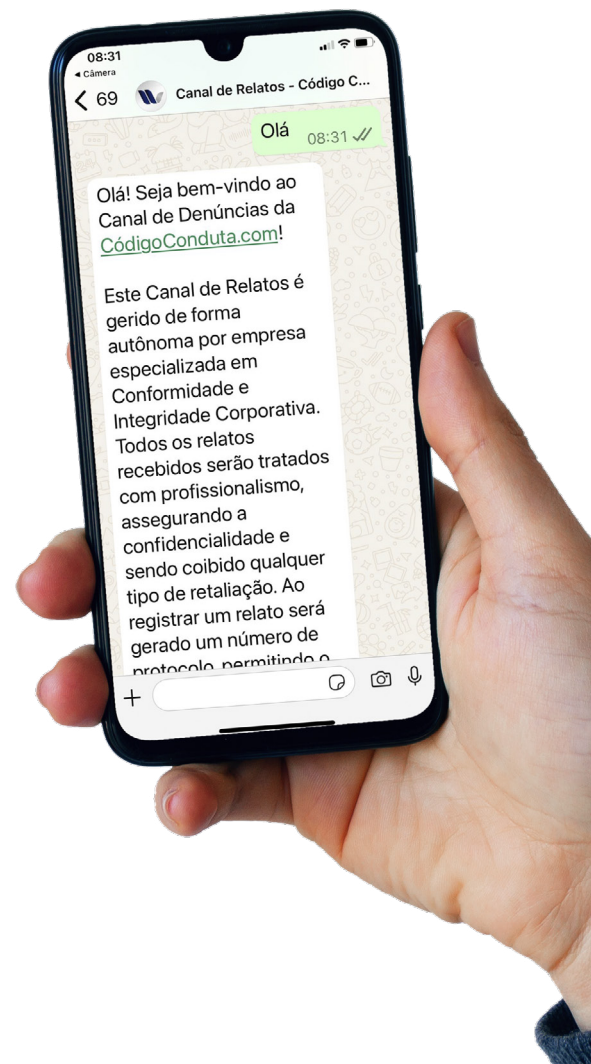 08:31
◀ Câmera
69
Canal de Relatos - Código C...
Olá
08:31
Olá! Seja bem-vindo ao
Canal de Denúncias da
CódigoConduta.com!
Este Canal de Relatos é
gerido de forma
autônoma por empresa
especializada em
Conformidade e
Integridade Corporativa.
Todos os relatos
recebidos serão tratados
com profissionalismo,
assegurando a
confidencialidade e
sendo coibido qualquer
tipo de retaliação. Ao
registrar um relato será
gerado um número de
protocolo, permitindo o